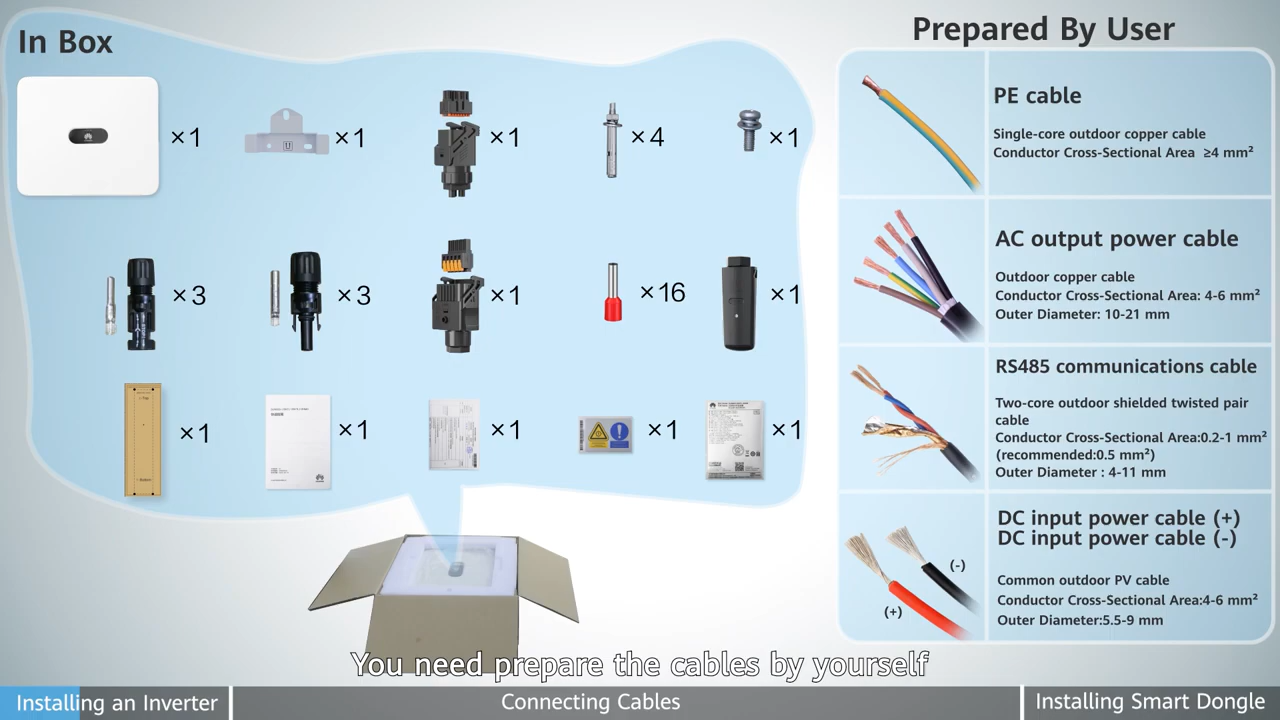 In Box
×1
×1
×1
×4
×1
×3
×3
×1
×16
×1
×1
×1
×1
×1
×1
Prepared By User
PE cable
Single-core outdoor copper cable
Conductor Cross-Sectional Area ≥4 mm²
AC output power cable
Outdoor copper cable
Conductor Cross-Sectional Area: 4-6 mm²
Outer Diameter: 10-21 mm
RS485 communications cable
Two-core outdoor shielded twisted pair
cable
Conductor Cross-Sectional Area:0.2-1 mm²
(recommended:0.5 mm²)
Outer Diameter : 4-11 mm
DC input power cable (+)
DC input power cable (-)
(-)
(+)
Common outdoor PV cable
Conductor Cross-Sectional Area:4-6 mm²
Outer Diameter:5.5-9 mm
You need prepare the cables by yourself
Installing an Inverter
Connecting Cables
Installing Smart Dongle